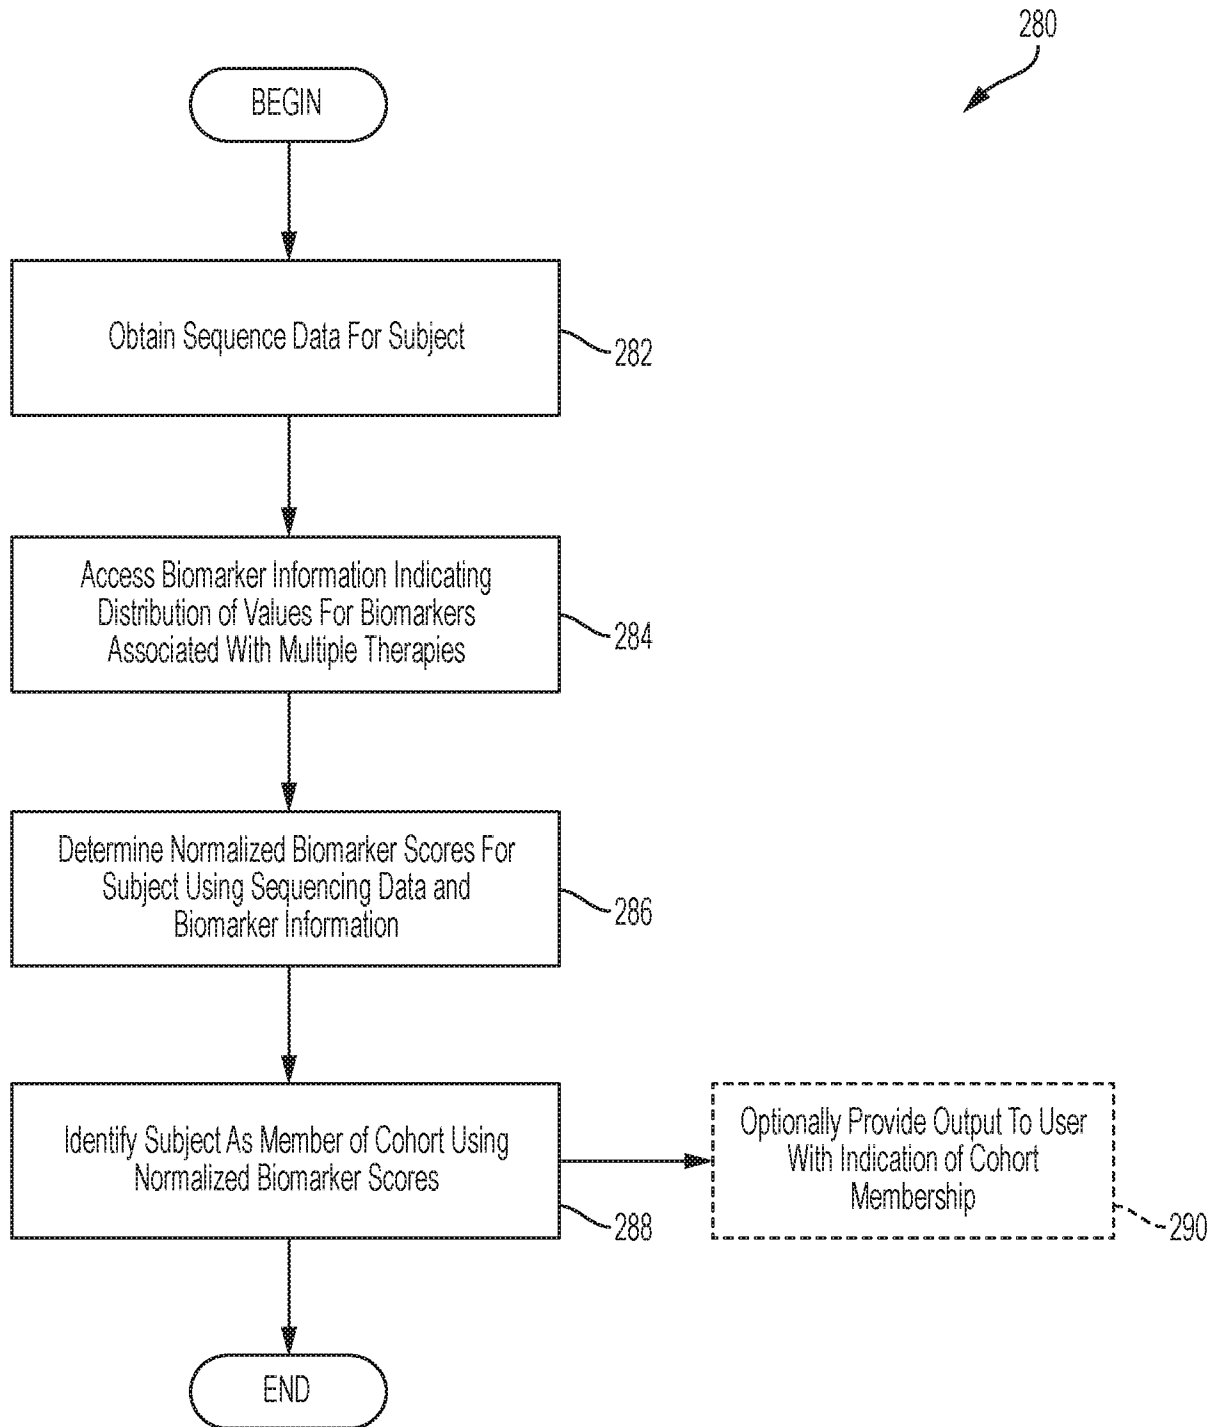 280
BEGIN
Obtain Sequence Data For Subject
282
Access Biomarker Information Indicating
Distribution of Values For Biomarkers
Associated With Multiple Therapies
284
Determine Normalized Biomarker Scores For
Subject Using Sequencing Data and
Biomarker Information
286
Identify Subject As Member of Cohort Using
Normalized Biomarker Scores
288
Optionally Provide Output To User
With Indication of Cohort
Membership
290
END